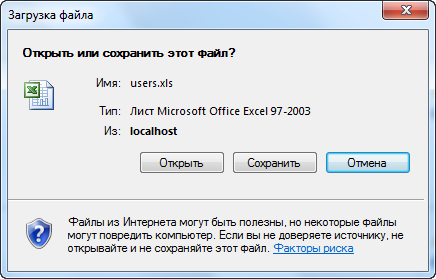 Загрузка файла
Открыть или сохранить этот файл?
Имя: users.xls
Тип: Лист Microsoft Office Excel 97-2003
Из: localhost
Открыть Сохранить Отмена
Файлы из Интернета могут быть полезны, но некоторые файлы
могут повредить компьютер. Если вы не доверяете источнику, не
открывайте и не сохраняйте этот файл. Факторы риска